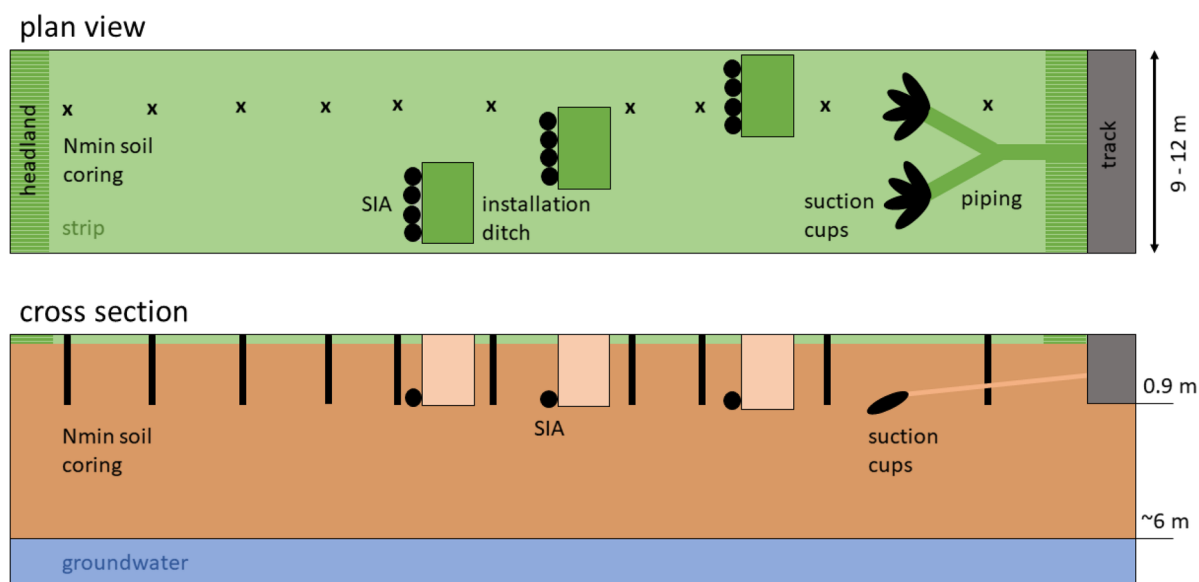 plan view
headland
x x x x x x x x x x
Nmin soil
coring
strip
SIA
installation
ditch
suction
cups
piping
track
9 - 12 m
cross section
Nmin soil
coring
SIA
suction
cups
0.9 m
~6 m
groundwater